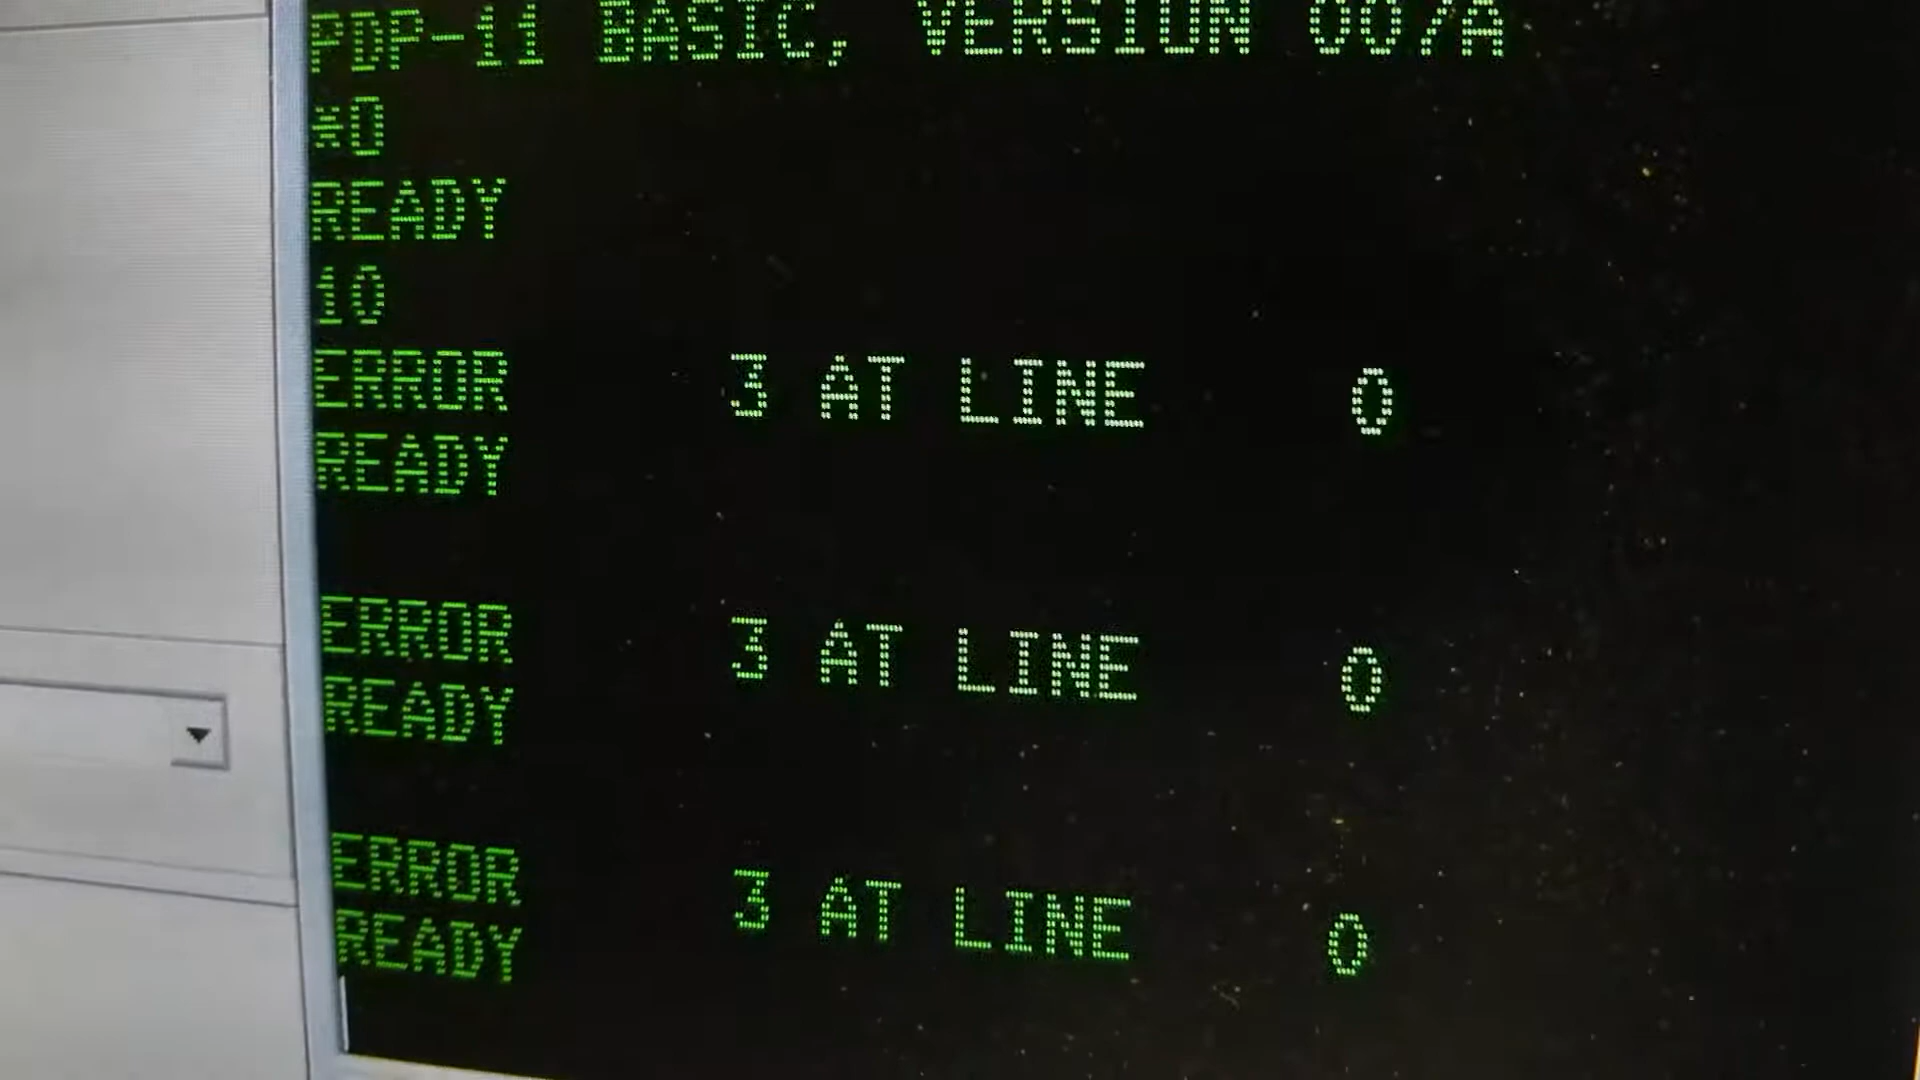 PDP-11 BASIC, VERSION 007A
*O
READY
10
ERROR 3 AT LINE 0
READY
ERROR 3 AT LINE 0
READY
ERROR 3 AT LINE 0
READY